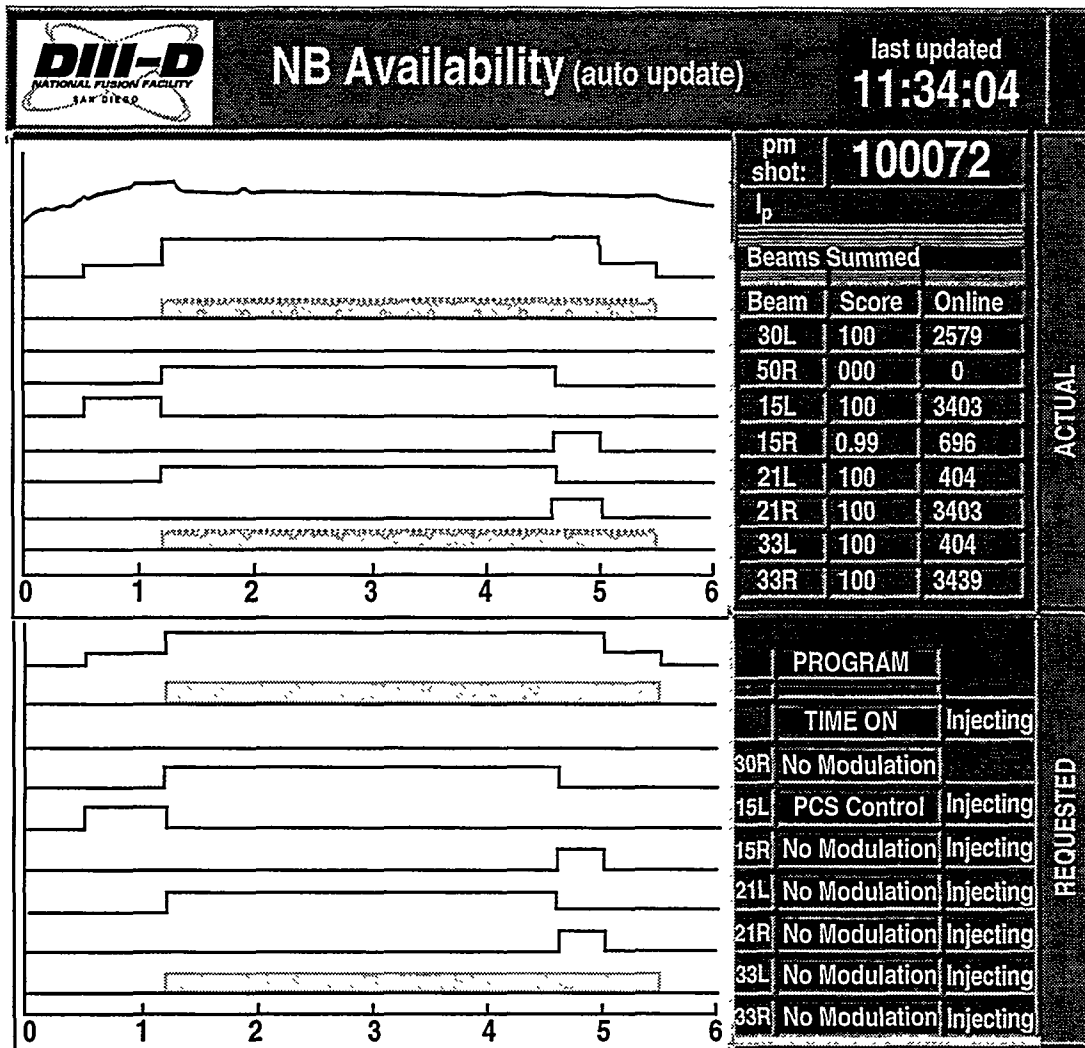 DIII-D
NATIONAL FUSION FACILITY
SAN DIEGO
NB Availability (auto update)
last updated
11:34:04
pm shot: 100072
Ip
Beams Summed
Beam Score Online
30L 100 2579
50R 000 0
15L 100 3403
15R 0.99 696
21L 100 404
21R 100 3403
33L 100 404
33R 100 3439
ACTUAL
0 1 2 3 4 5 6
PROGRAM
TIME ON Injecting
30R No Modulation
15L PCS Control Injecting
15R No Modulation Injecting
21L No Modulation Injecting
21R No Modulation Injecting
33L No Modulation Injecting
33R No Modulation Injecting
REQUESTED
0 1 2 3 4 5 6